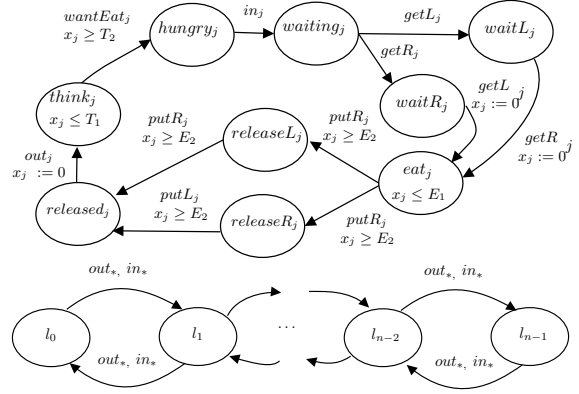 wantEat_j
x_j ≥ T_2
hungry_j
in_j
waiting_j
getL_j
waitL_j
getR_j
think_j
x_j ≤ T_1
waitR_j
getL j
x_j := 0
getR j
x_j := 0
putR_j
x_j ≥ E_2
releaseL_j
putR_j
x_j ≥ E_2
out_j
x_j := 0
eat_j
x_j ≤ E_1
released_j
putL_j
x_j ≥ E_2
releaseR_j
putR_j
x_j ≥ E_2
out_*, in_*
out_*, in_*
l_0
l_1
...
l_{n−2}
l_{n−1}
out_*, in_*
out_*, in_*